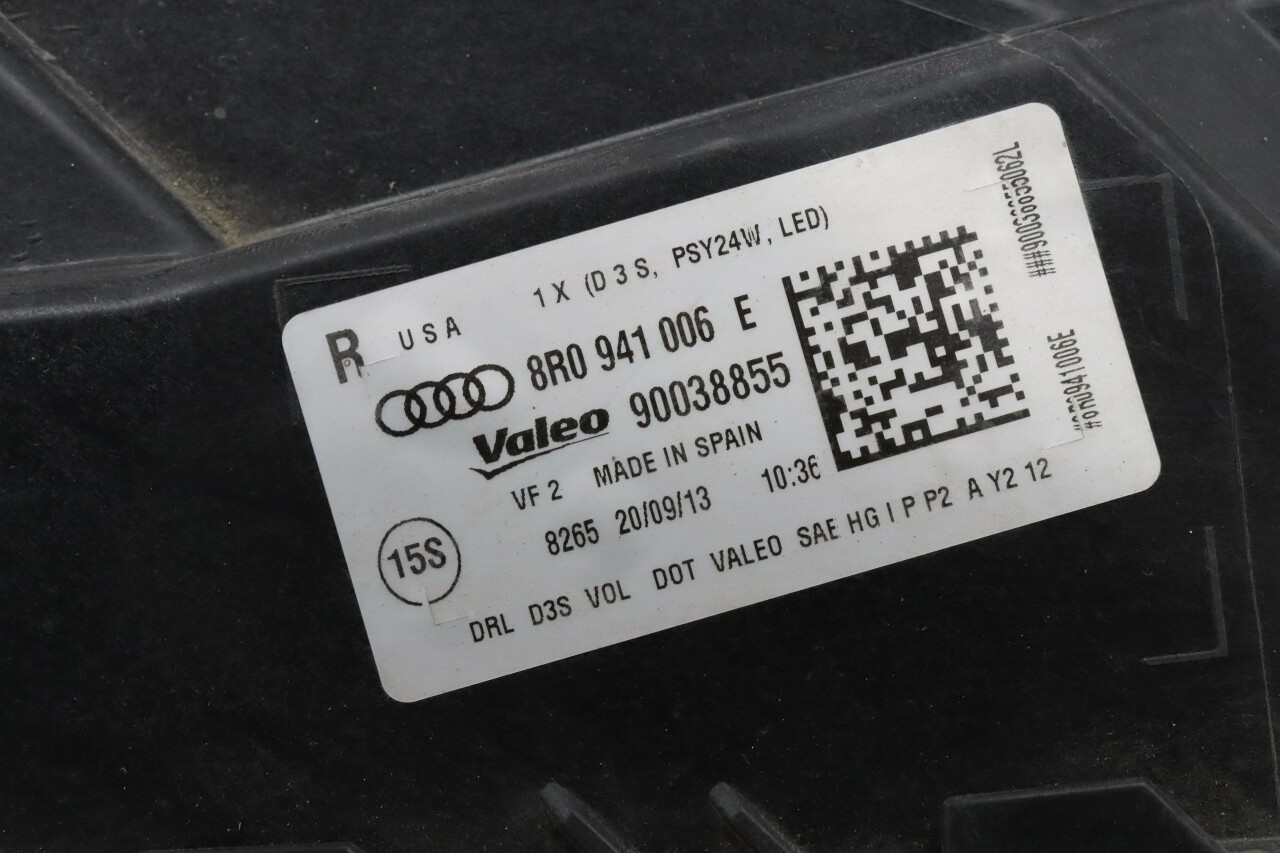 1 X (D 3 S, PSY24W, LED)
R USA
8R0 941 006 E
Valeo 90038855
VF 2 MADE IN SPAIN
8265 20/09/13 10:36
15S
DRL D3S VOL DOT VALEO SAE HG I P P2 A Y2 12